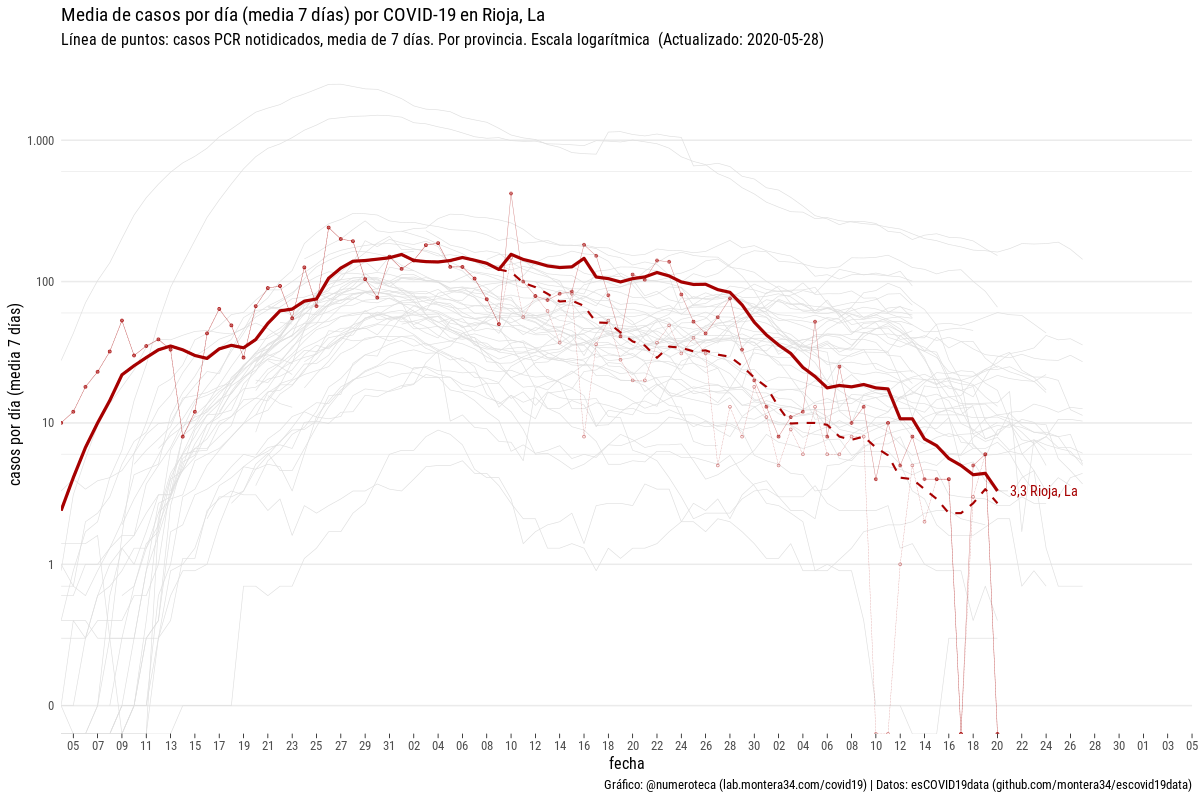 Media de casos por día (media 7 días) por COVID-19 en Rioja, La
Línea de puntos: casos PCR notidicados, media de 7 días. Por provincia. Escala logarítmica (Actualizado: 2020-05-28)
casos por día (media 7 días)
1.000
100
10
1
0
3,3 Rioja, La
05 07 09 11 13 15 17 19 21 23 25 27 29 31 02 04 06 08 10 12 14 16 18 20 22 24 26 28 30 02 04 06 08 10 12 14 16 18 20 22 24 26 28 30 01 03 05
fecha
Gráfico: @numeroteca (lab.montera34.com/covid19) | Datos: esCOVID19data (github.com/montera34/escovid19data)